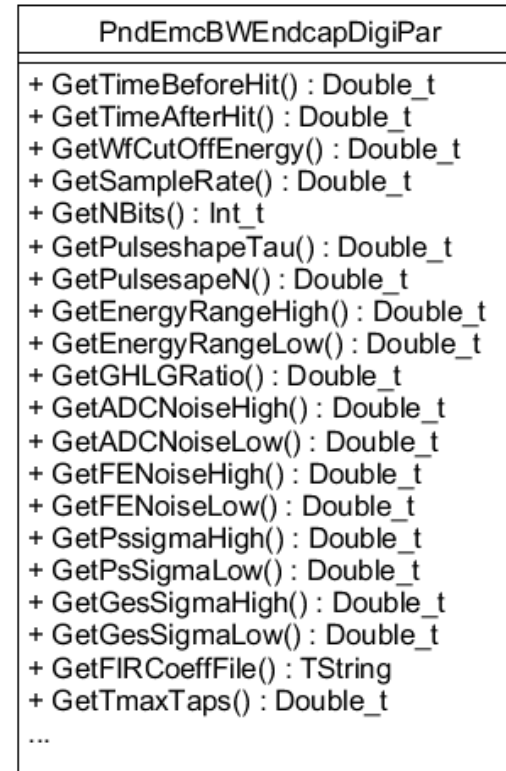 PndEmcBWEndcapDigiPar
+ GetTimeBeforeHit() : Double_t
+ GetTimeAfterHit() : Double_t
+ GetWfCutOffEnergy() : Double_t
+ GetSampleRate() : Double_t
+ GetNBits() : Int_t
+ GetPulseshapeTau() : Double_t
+ GetPulsesapeN() : Double_t
+ GetEnergyRangeHigh() : Double_t
+ GetEnergyRangeLow() : Double_t
+ GetGHLGRatio() : Double_t
+ GetADCNoiseHigh() : Double_t
+ GetADCNoiseLow() : Double_t
+ GetFENoiseHigh() : Double_t
+ GetFENoiseLow() : Double_t
+ GetPssigmaHigh() : Double_t
+ GetPsSigmaLow() : Double_t
+ GetGesSigmaHigh() : Double_t
+ GetGesSigmaLow() : Double_t
+ GetFIRCoeffFile() : TString
+ GetTmaxTaps() : Double_t
...